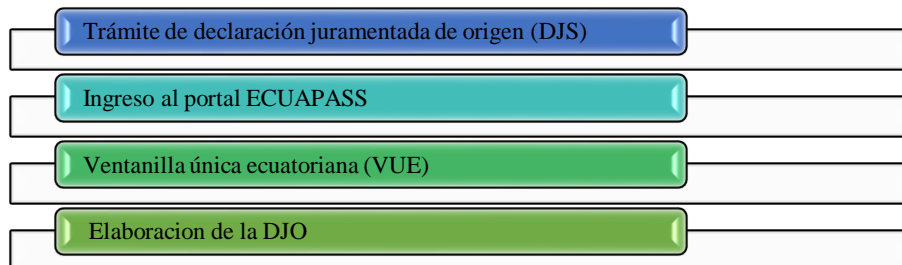 Trámite de declaración juramentada de origen (DJS)
Ingreso al portal ECUAPASS
Ventanilla única ecuatoriana (VUE)
Elaboracion de la DJO